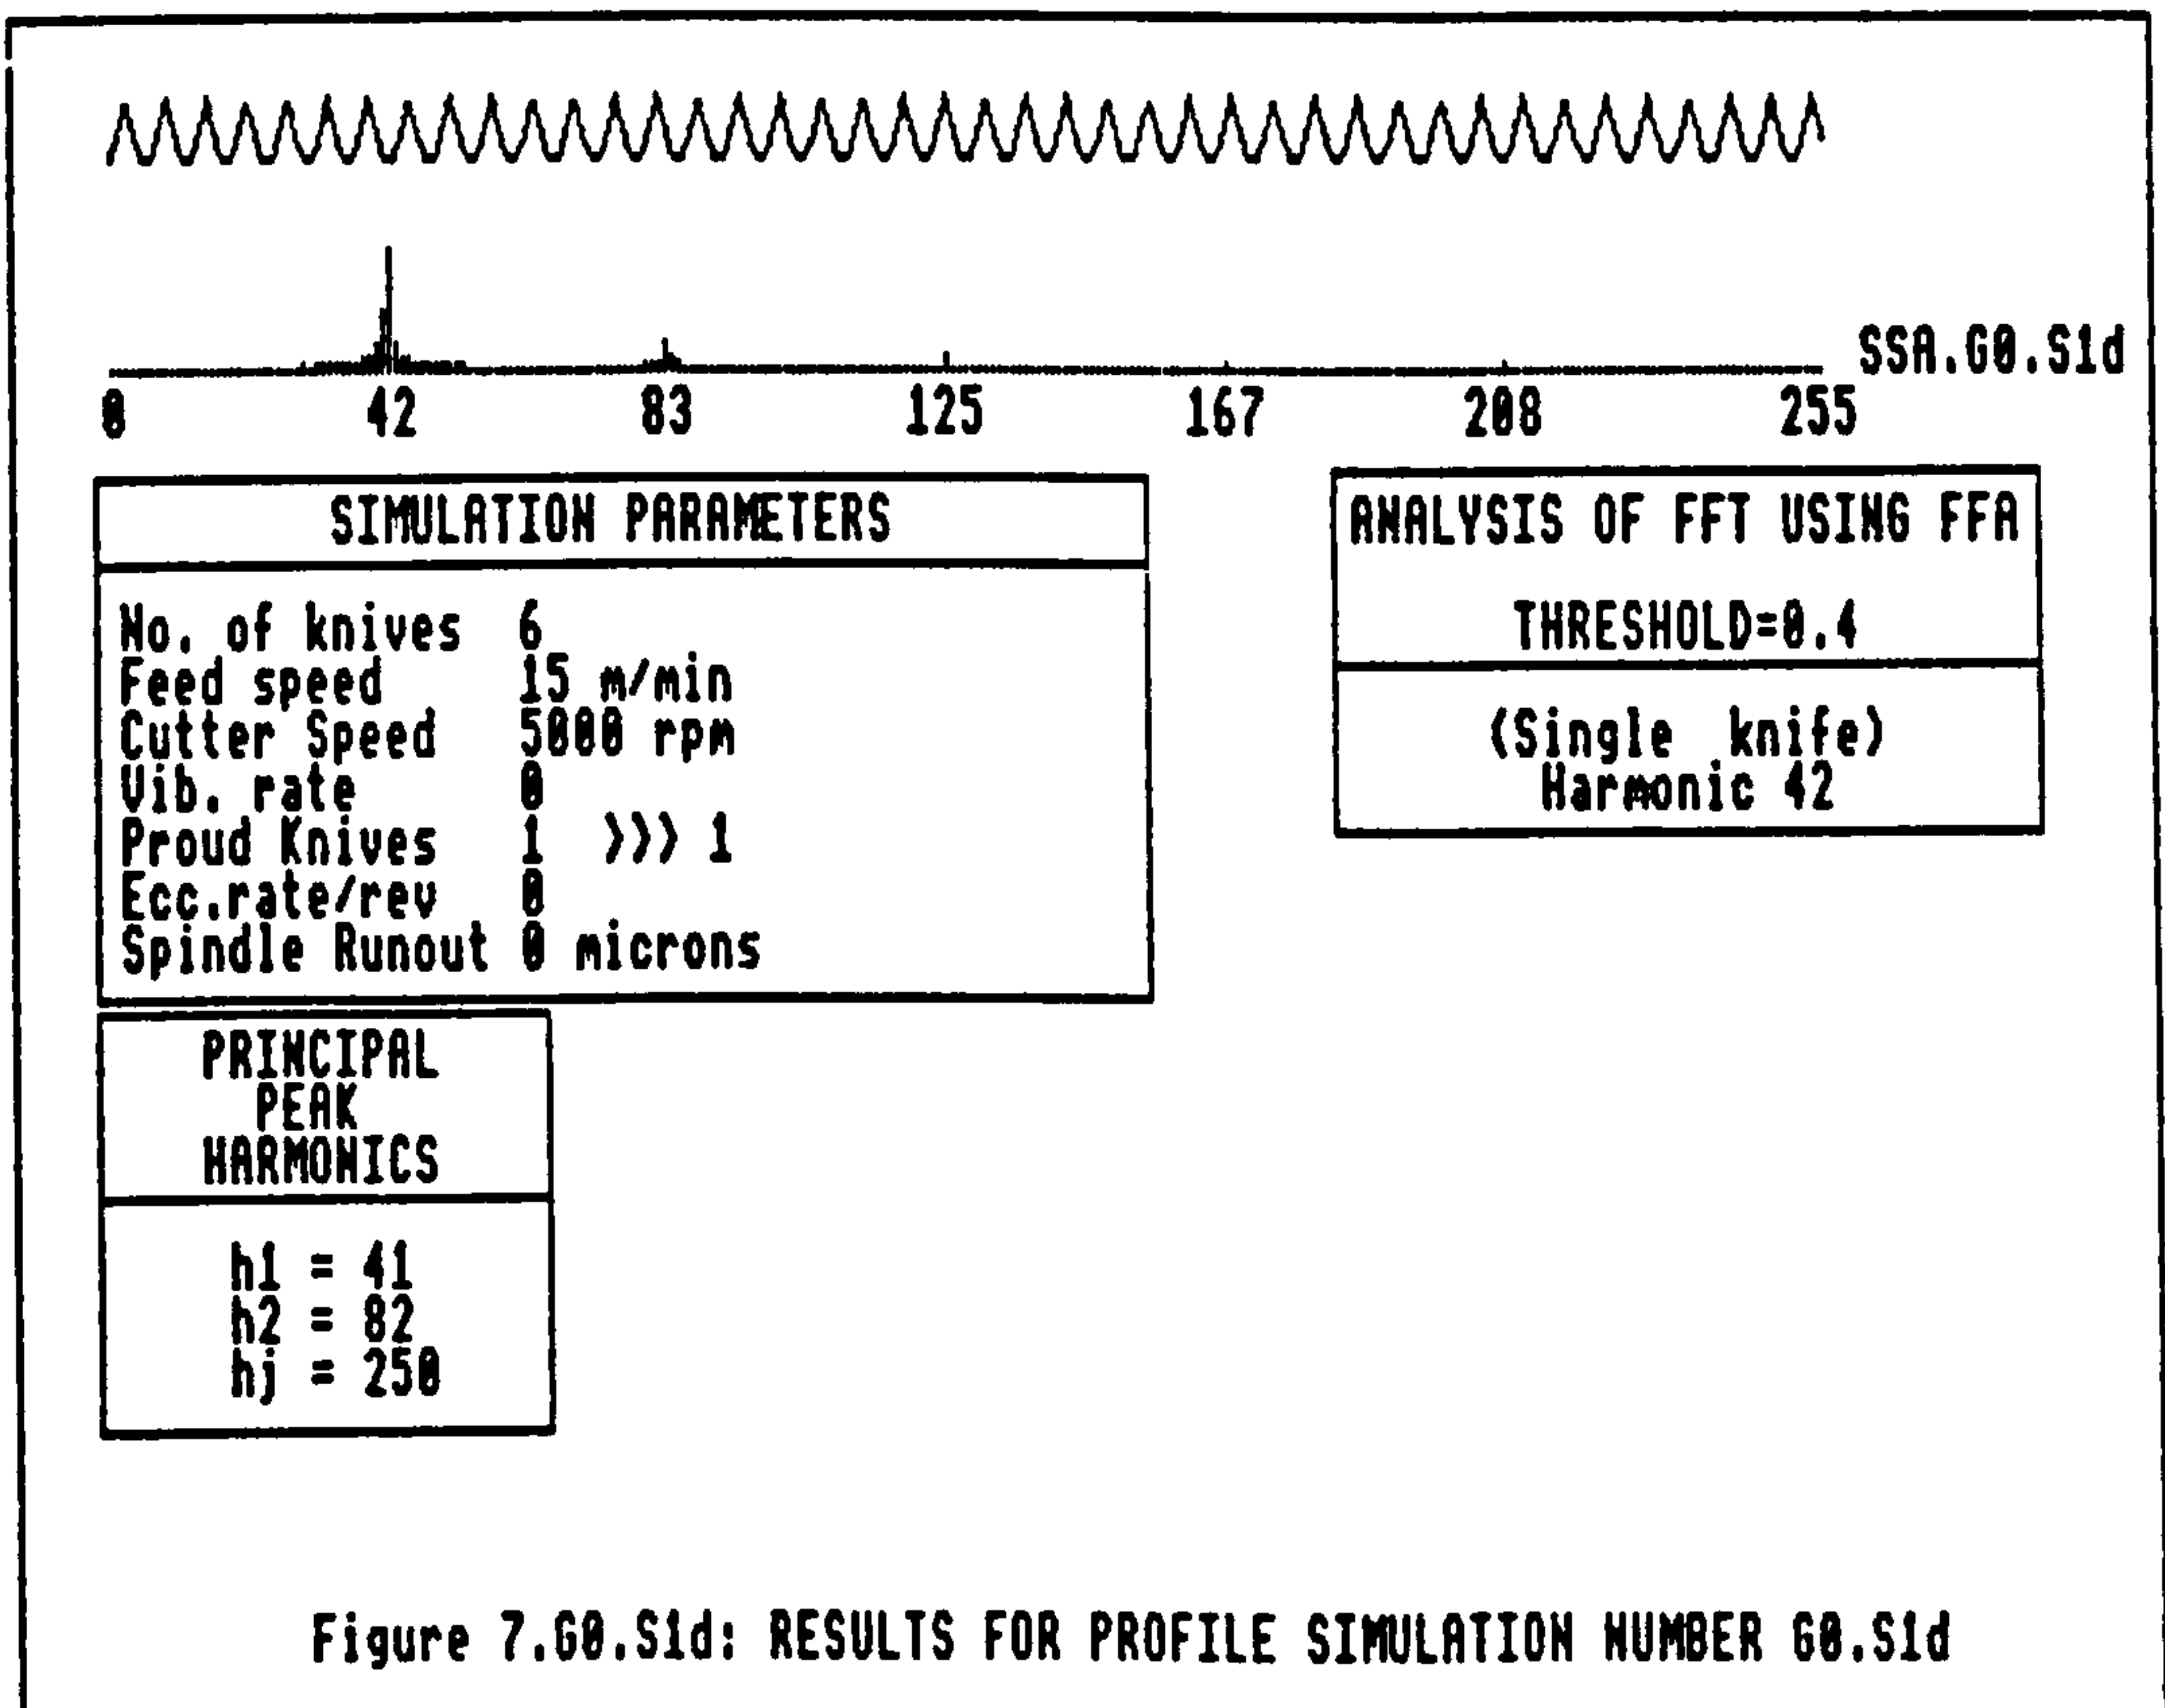 SSA.G0.S1d
0 42 83 125 167 208 255
SIMULATION PARAMETERS
No. of knives 6
Feed speed 15 m/min
Cutter Speed 5000 rpm
Vib. rate 0
Proud Knives 1 >>> 1
Ecc.rate/rev 0
Spindle Runout 0 microns
ANALYSIS OF FFT USING FFA
THRESHOLD=0.4
(Single knife)
Harmonic 42
PRINCIPAL
PEAK
HARMONICS
h1 = 41
h2 = 82
hj = 250
Figure 7.G0.S1d: RESULTS FOR PROFILE SIMULATION NUMBER G0.S1d